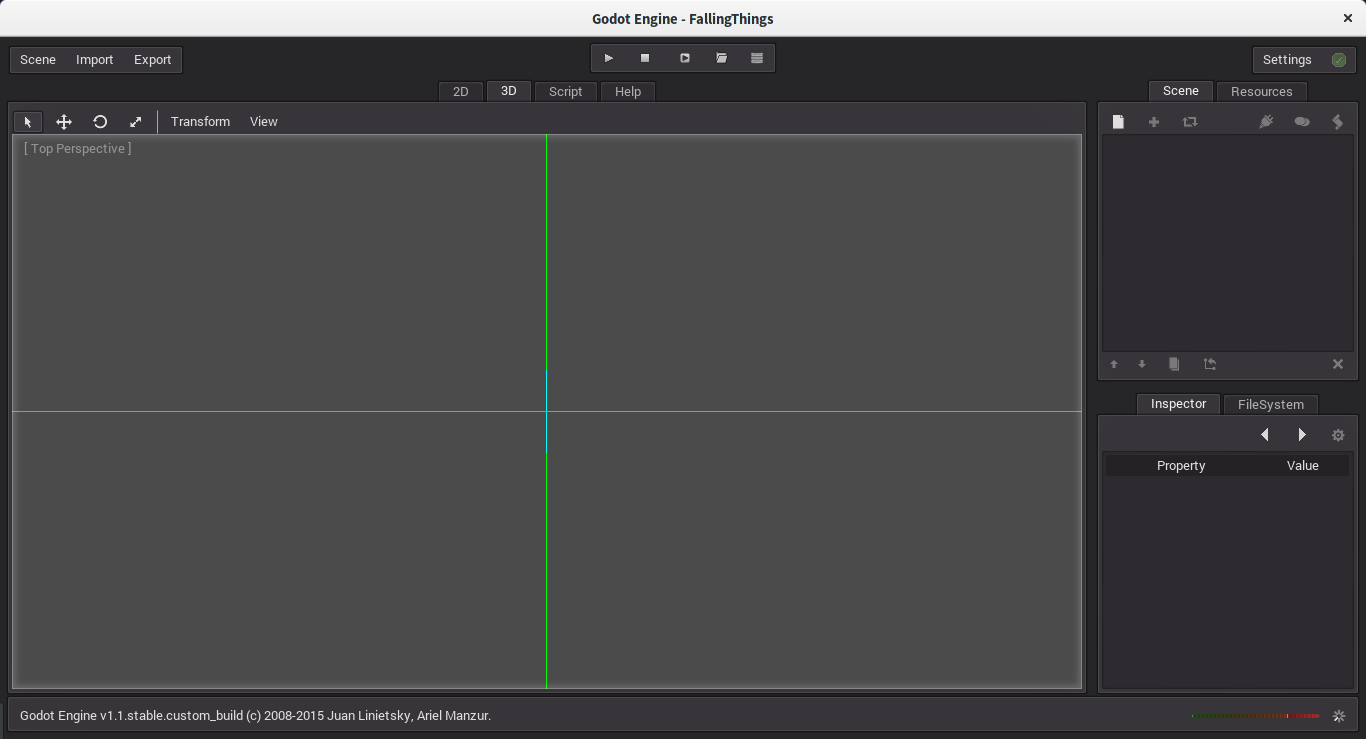 Godot Engine - FallingThings
Scene Import Export
Settings
2D 3D Script Help
Scene Resources
Transform View
[ Top Perspective ]
Inspector FileSystem
Property Value
Godot Engine v1.1.stable.custom_build (c) 2008-2015 Juan Linietsky, Ariel Manzur.